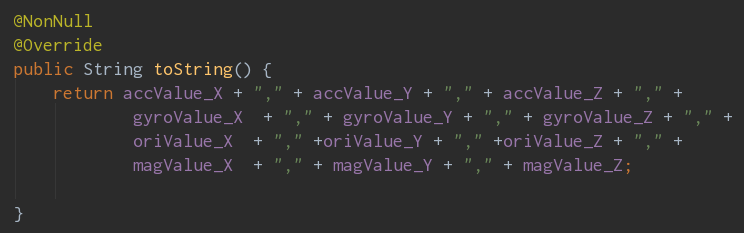 @NonNull
@Override
public String toString() {
    return accValue_X + "," + accValue_Y + "," + accValue_Z + "," +
            gyroValue_X  + "," + gyroValue_Y + "," + gyroValue_Z + "," +
            oriValue_X  + "," +oriValue_Y + "," +oriValue_Z + "," +
            magValue_X  + "," + magValue_Y + "," + magValue_Z;
}